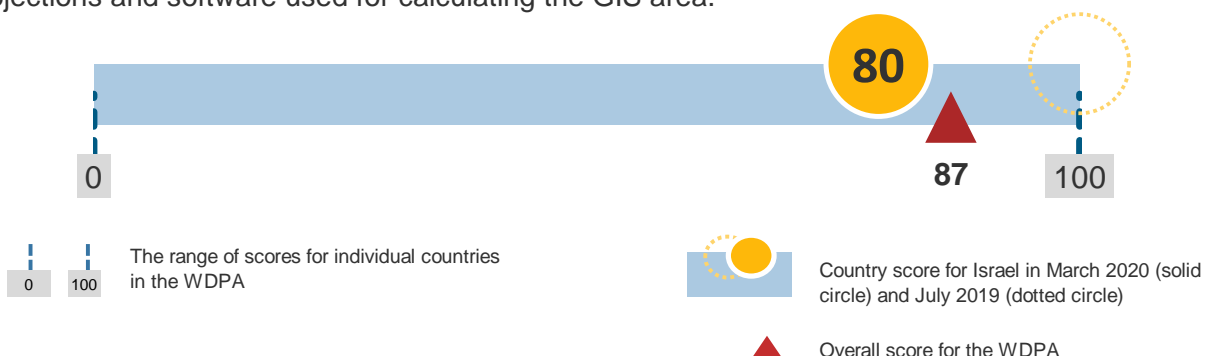 ojections and software used for calculating the GIS area.
80
87
0
100
The range of scores for individual countries
in the WDPA
0 100
Country score for Israel in March 2020 (solid
circle) and July 2019 (dotted circle)
Overall score for the WDPA